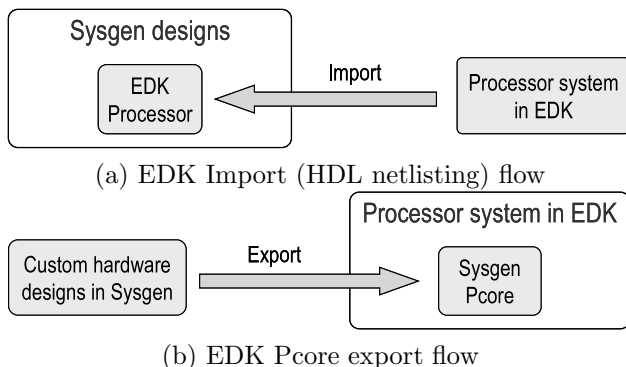 Sysgen designs
EDK
Processor
Import
Processor system
in EDK
(a) EDK Import (HDL netlisting) flow
Processor system in EDK
Custom hardware
designs in Sysgen
Export
Sysgen
Pcore
(b) EDK Pcore export flow